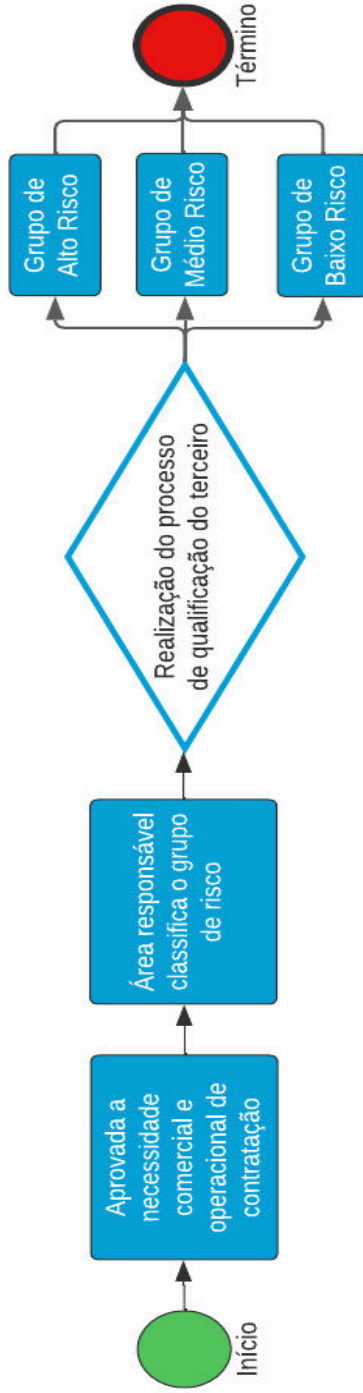 Início
Aprovada a
necessidade
comercial e
operacional de
contratação
Área responsável
classifica o grupo
de risco
Realização do processo
de qualificação do terceiro
Grupo de
Alto Risco
Grupo de
Médio Risco
Grupo de
Baixo Risco
Término